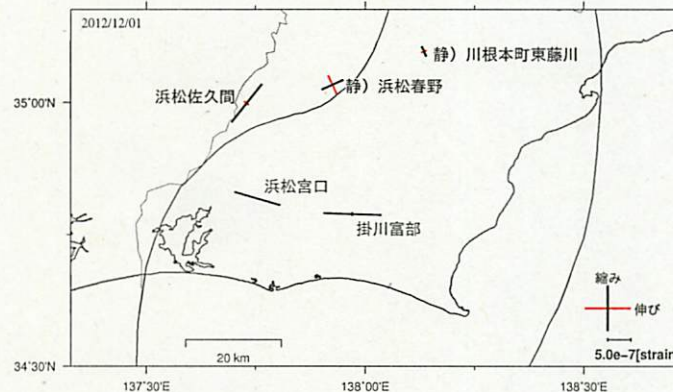 2012/12/01
静）川根本町東藤川
静）浜松春野
浜松佐久間
35°00'N
浜松宮口
掛川富部
縮み
伸び
20 km
5.0e-7[strain
34°30'N
137°30'E
138°00'E
138°30'E